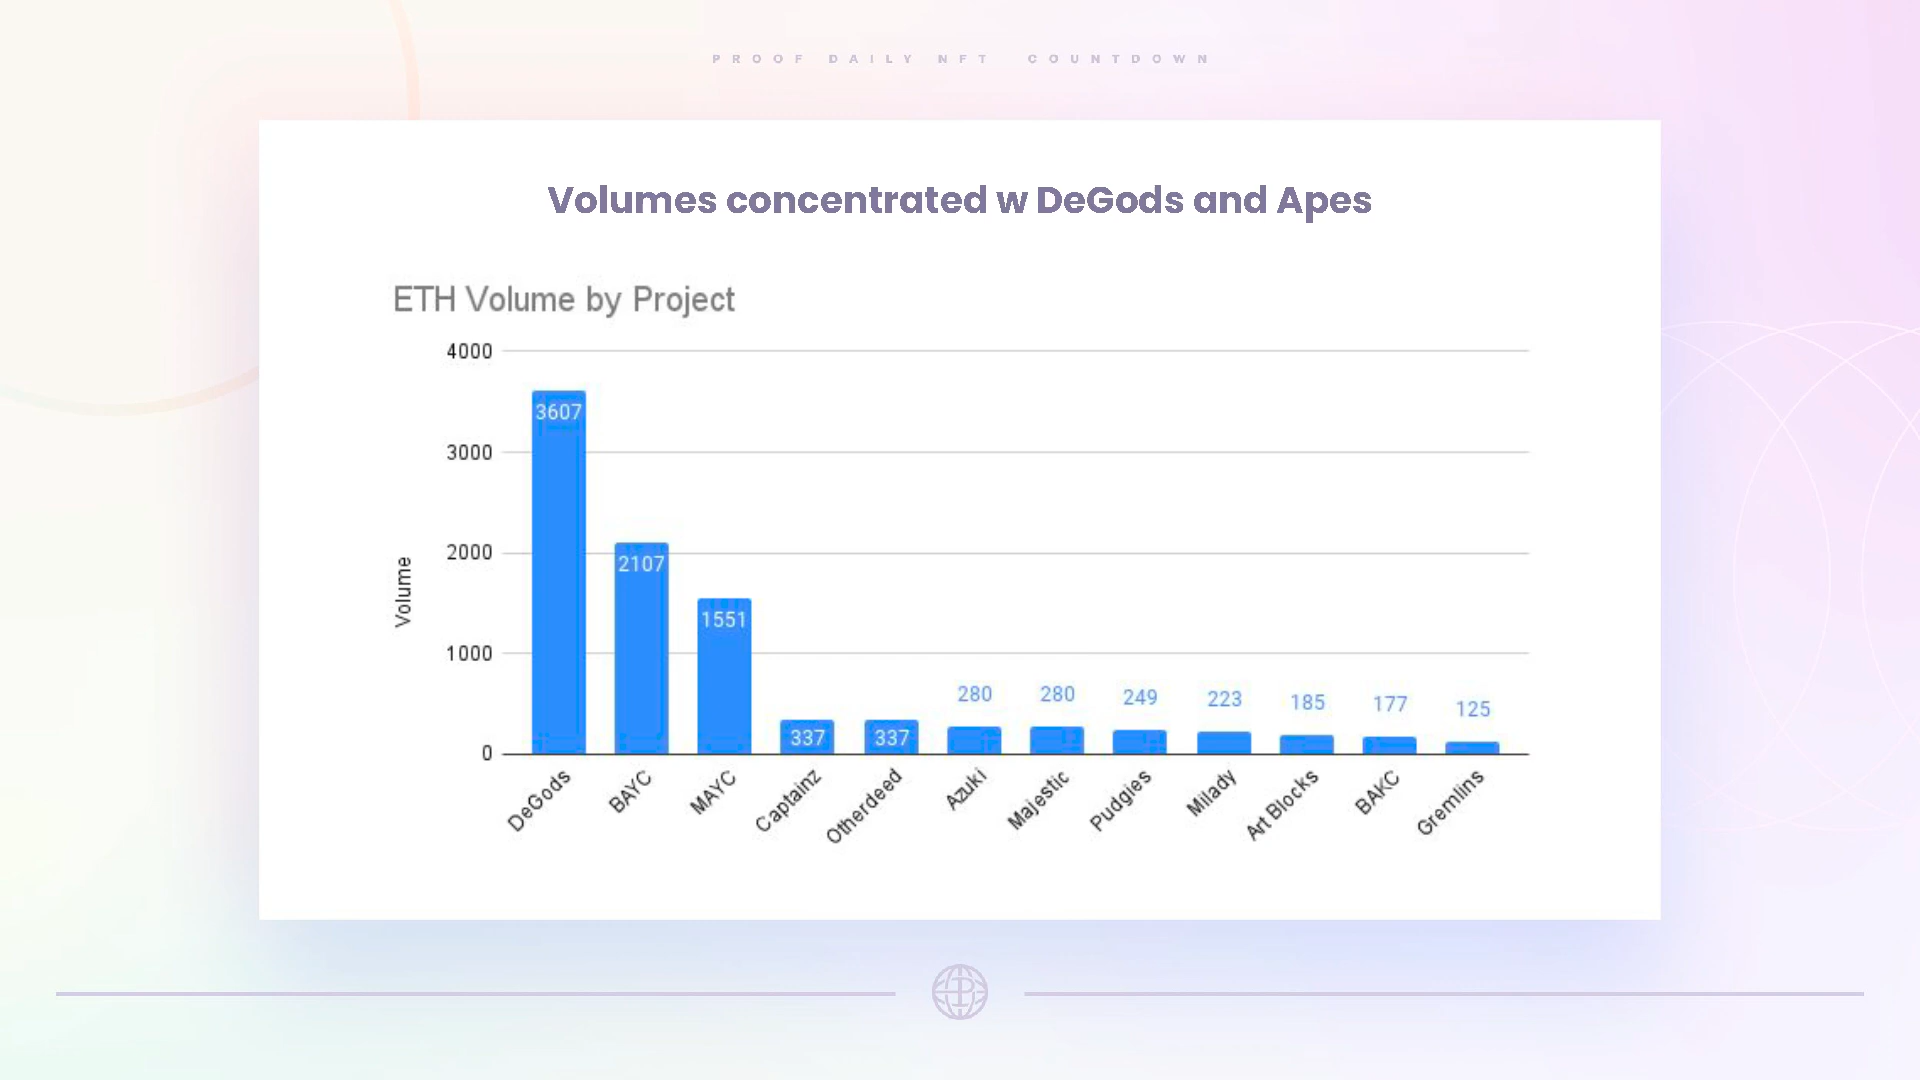 PROOF DAILY NFT COUNTDOWN
Volumes concentrated w DeGods and Apes
ETH Volume by Project
4000
3000
2000
1000
0
Volume
3607
2107
1551
337
337
280
280
249
223
185
177
125
DeGods
BAYC
MAYC
Captainz
Otherdeed
Azuki
Majestic
Pudgies
Milady
Art Blocks
BAKC
Gremlins